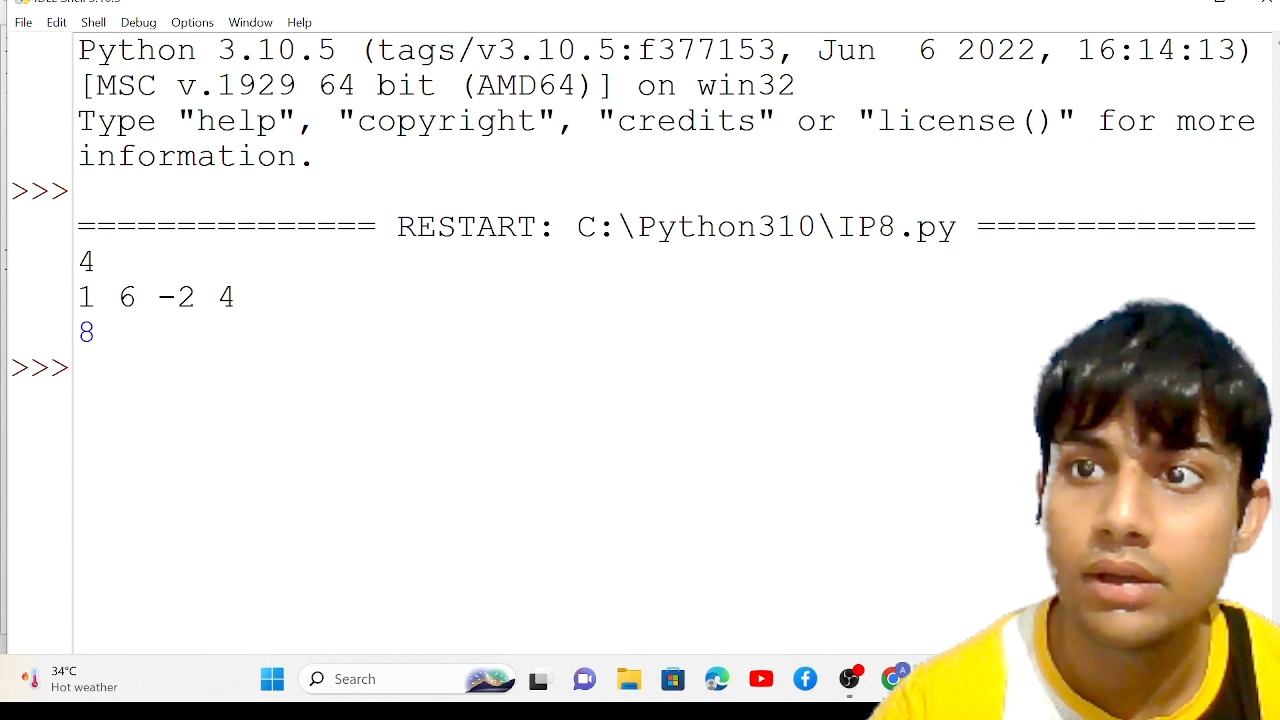 File Edit Shell Debug Options Window Help
Python 3.10.5 (tags/v3.10.5:f377153, Jun  6 2022, 16:14:13)
[MSC v.1929 64 bit (AMD64)] on win32
Type "help", "copyright", "credits" or "license()" for more
information.
>>>
=============== RESTART: C:\Python310\IP8.py ==============
4
1 6 -2 4
8
>>>
34°C
Hot weather
Search
A